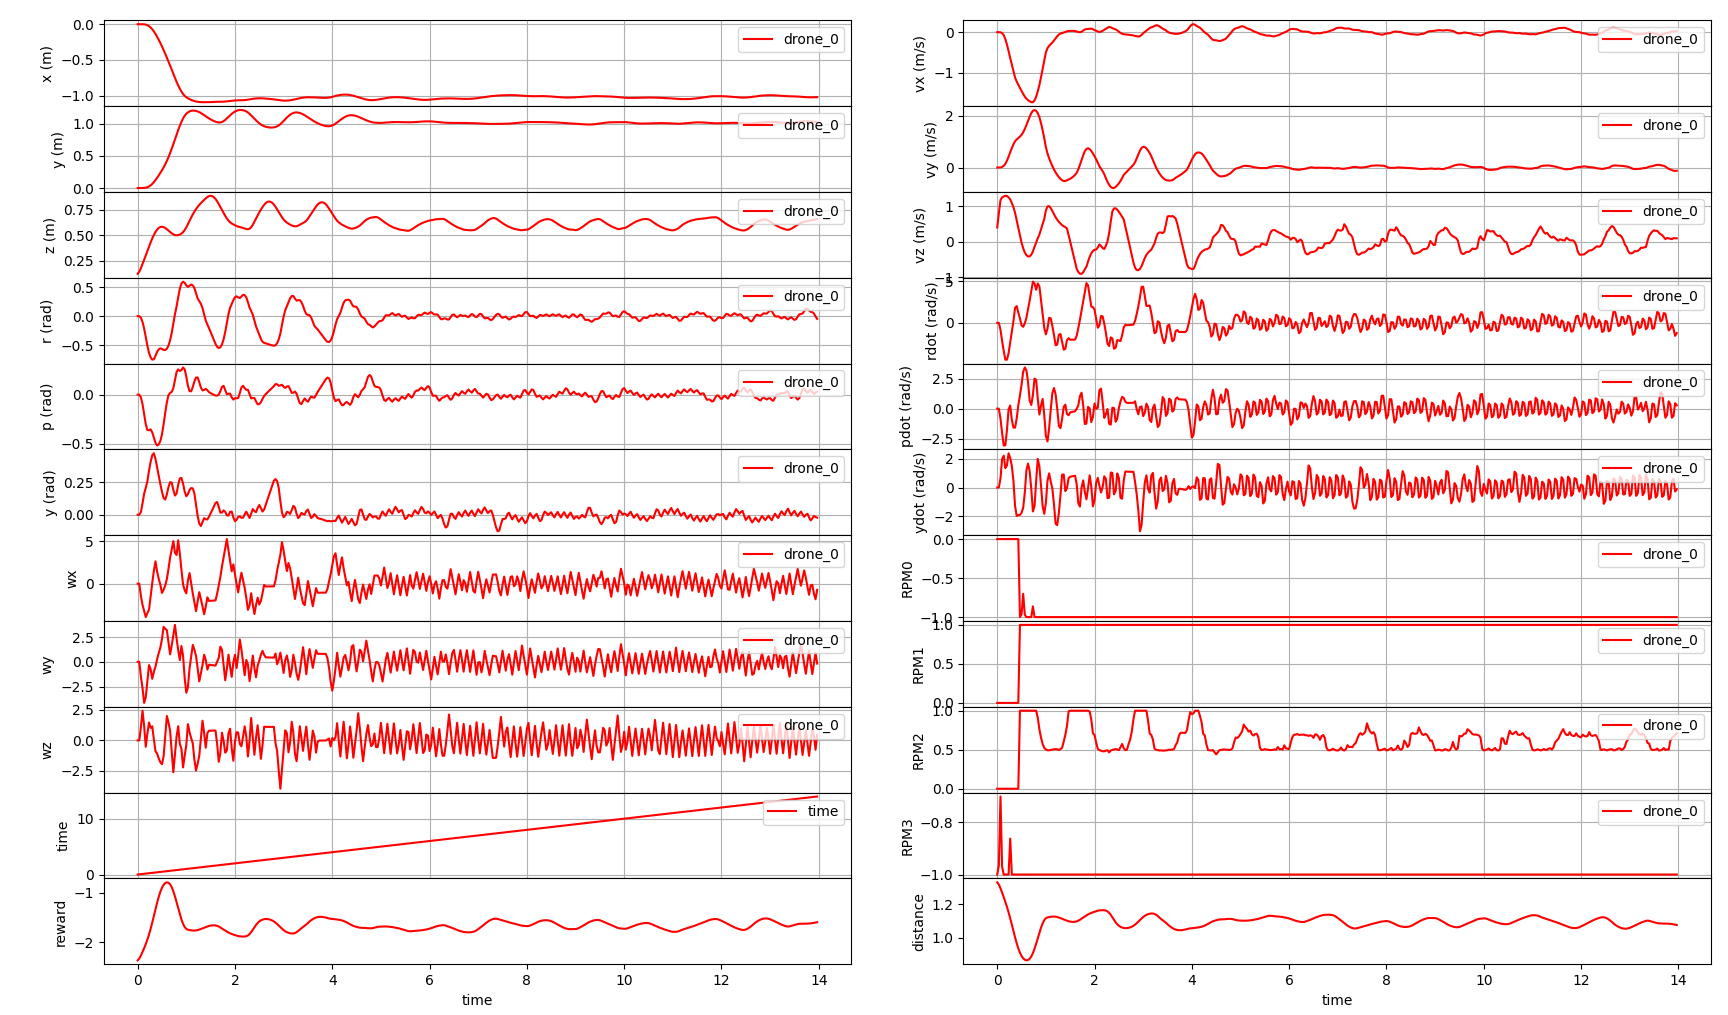 0.0
−0.5
−1.0
x (m)
drone_0
1.0
0.5
0.0
y (m)
drone_0
0.75
0.50
0.25
z (m)
drone_0
0.5
0.0
−0.5
r (rad)
drone_0
0.0
−0.5
p (rad)
drone_0
0.25
0.00
y (rad)
drone_0
5
0
wx
drone_0
2.5
0.0
−2.5
wy
drone_0
2.5
0.0
−2.5
wz
drone_0
10
0
time
time
−1
−2
reward
0 2 4 6 8 10 12 14
time
0
−1
vx (m/s)
drone_0
2
0
vy (m/s)
drone_0
1
0
−1
vz (m/s)
drone_0
5
0
rdot (rad/s)
drone_0
2.5
0.0
−2.5
pdot (rad/s)
drone_0
2
0
−2
ydot (rad/s)
drone_0
0.0
−0.5
−1.0
RPM0
drone_0
1.0
0.5
0.0
RPM1
drone_0
1.0
0.5
0.0
RPM2
drone_0
−0.8
−1.0
RPM3
drone_0
1.2
1.0
distance
0 2 4 6 8 10 12 14
time